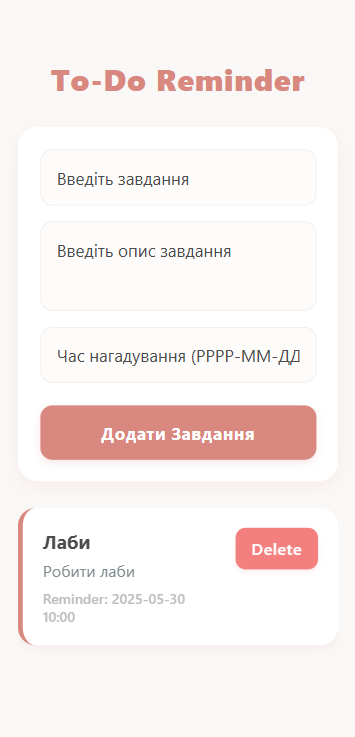 To-Do Reminder
Введіть завдання
Введіть опис завдання
Час нагадування (РРРР-ММ-ДД
Додати Завдання
Лаби
Delete
Робити лаби
Reminder: 2025-05-30
10:00